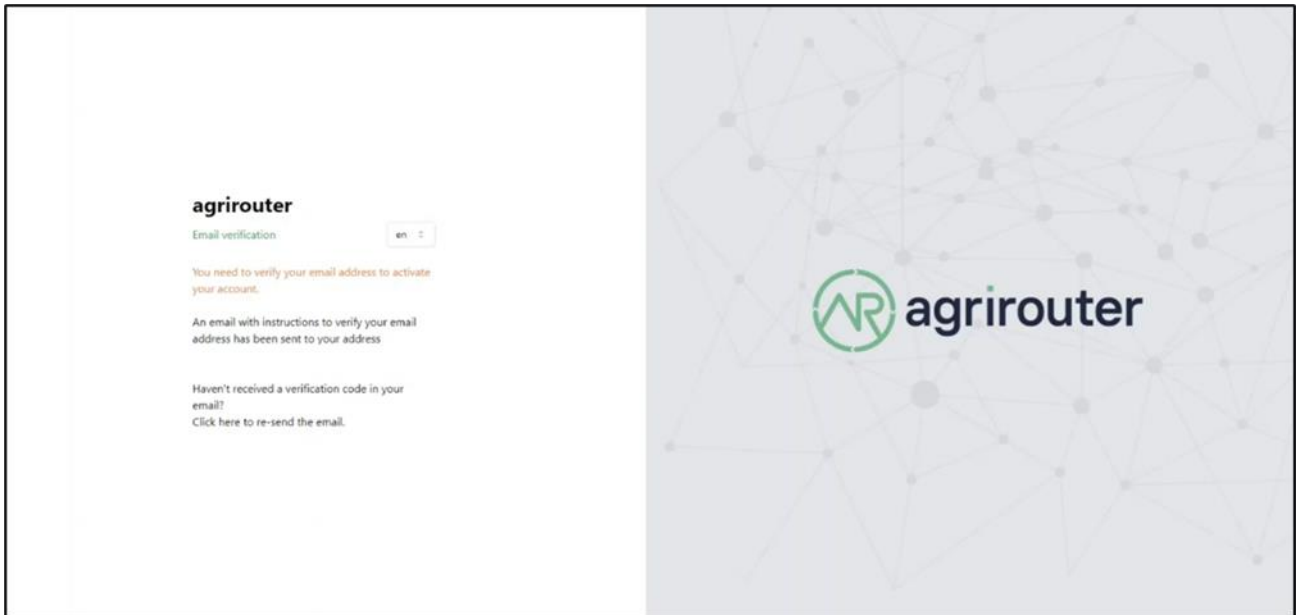 agrirouter
Email verification
en
You need to verify your email address to activate
your account.
An email with instructions to verify your email
address has been sent to your address
Haven't received a verification code in your
email?
Click here to re-send the email.
AR agrirouter